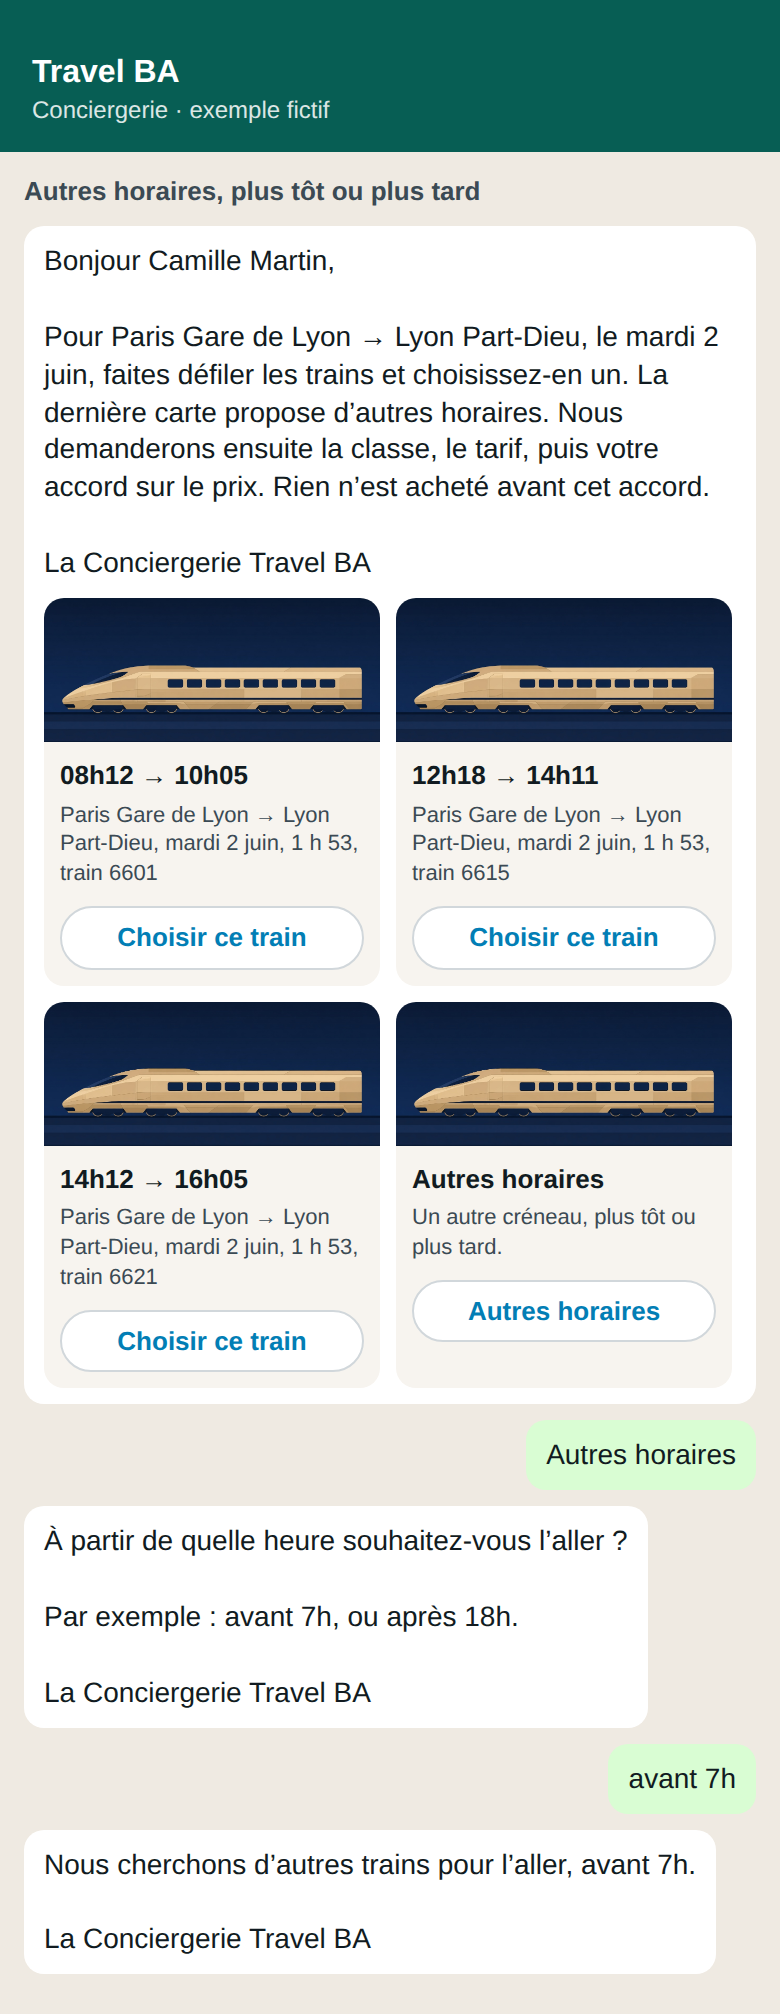 Travel BA
Conciergerie · exemple fictif
Autres horaires, plus tôt ou plus tard
Bonjour Camille Martin,
Pour Paris Gare de Lyon → Lyon Part-Dieu, le mardi 2
juin, faites défiler les trains et choisissez-en un. La
dernière carte propose d’autres horaires. Nous
demanderons ensuite la classe, le tarif, puis votre
accord sur le prix. Rien n’est acheté avant cet accord.
La Conciergerie Travel BA
08h12 → 10h05
Paris Gare de Lyon → Lyon
Part-Dieu, mardi 2 juin, 1 h 53,
train 6601
Choisir ce train
12h18 → 14h11
Paris Gare de Lyon → Lyon
Part-Dieu, mardi 2 juin, 1 h 53,
train 6615
Choisir ce train
14h12 → 16h05
Paris Gare de Lyon → Lyon
Part-Dieu, mardi 2 juin, 1 h 53,
train 6621
Choisir ce train
Autres horaires
Un autre créneau, plus tôt ou
plus tard.
Autres horaires
Autres horaires
À partir de quelle heure souhaitez-vous l’aller ?
Par exemple : avant 7h, ou après 18h.
La Conciergerie Travel BA
avant 7h
Nous cherchons d’autres trains pour l’aller, avant 7h.
La Conciergerie Travel BA